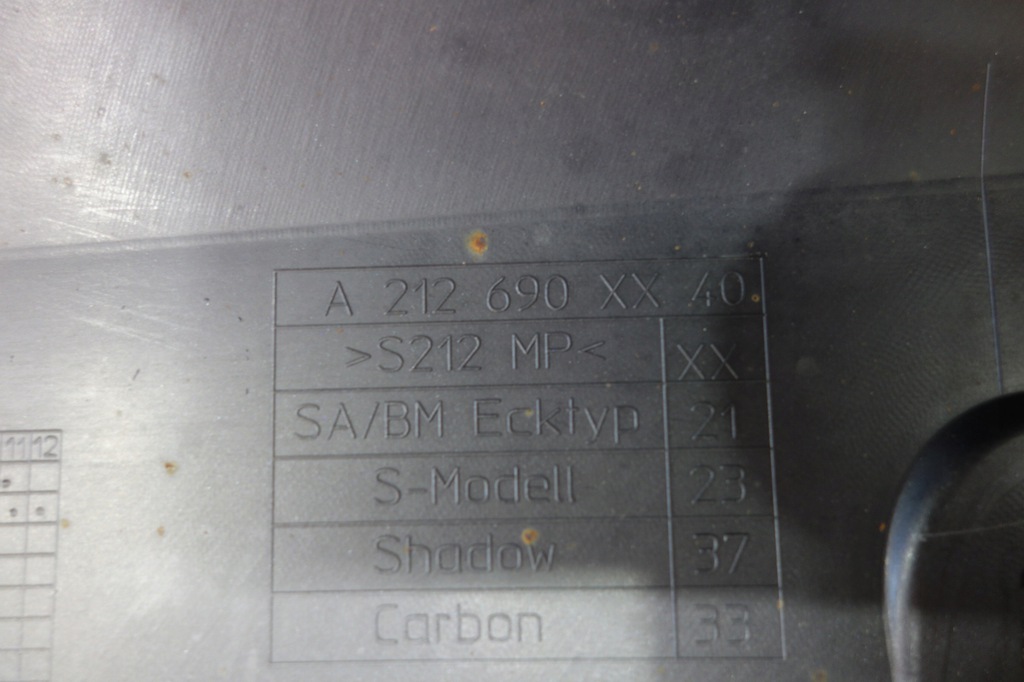 A 212 690 XX 40
>S212 MP< XX
SA/BM Ecktyp 21
S-Modell 23
Shadow 37
Carbon 33
11 12